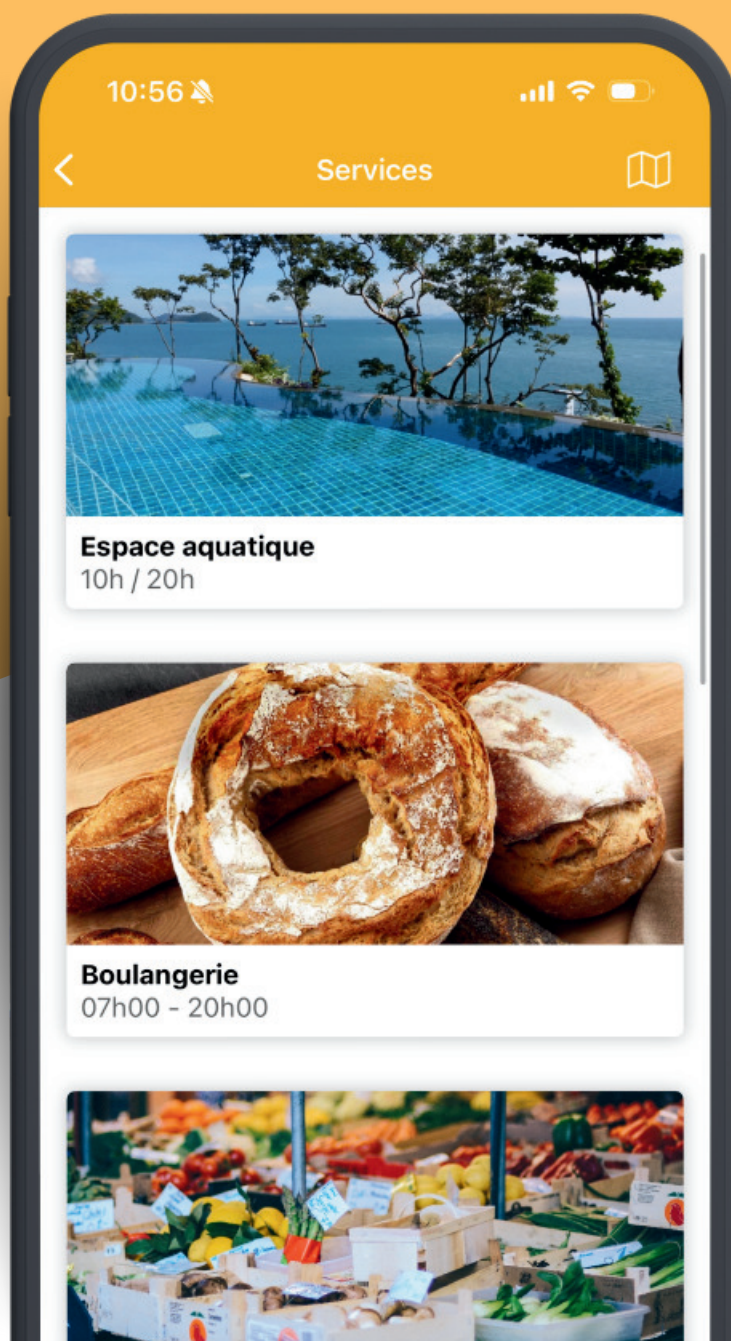 10:56
Services
Espace aquatique
10h / 20h
Boulangerie
07h00 - 20h00